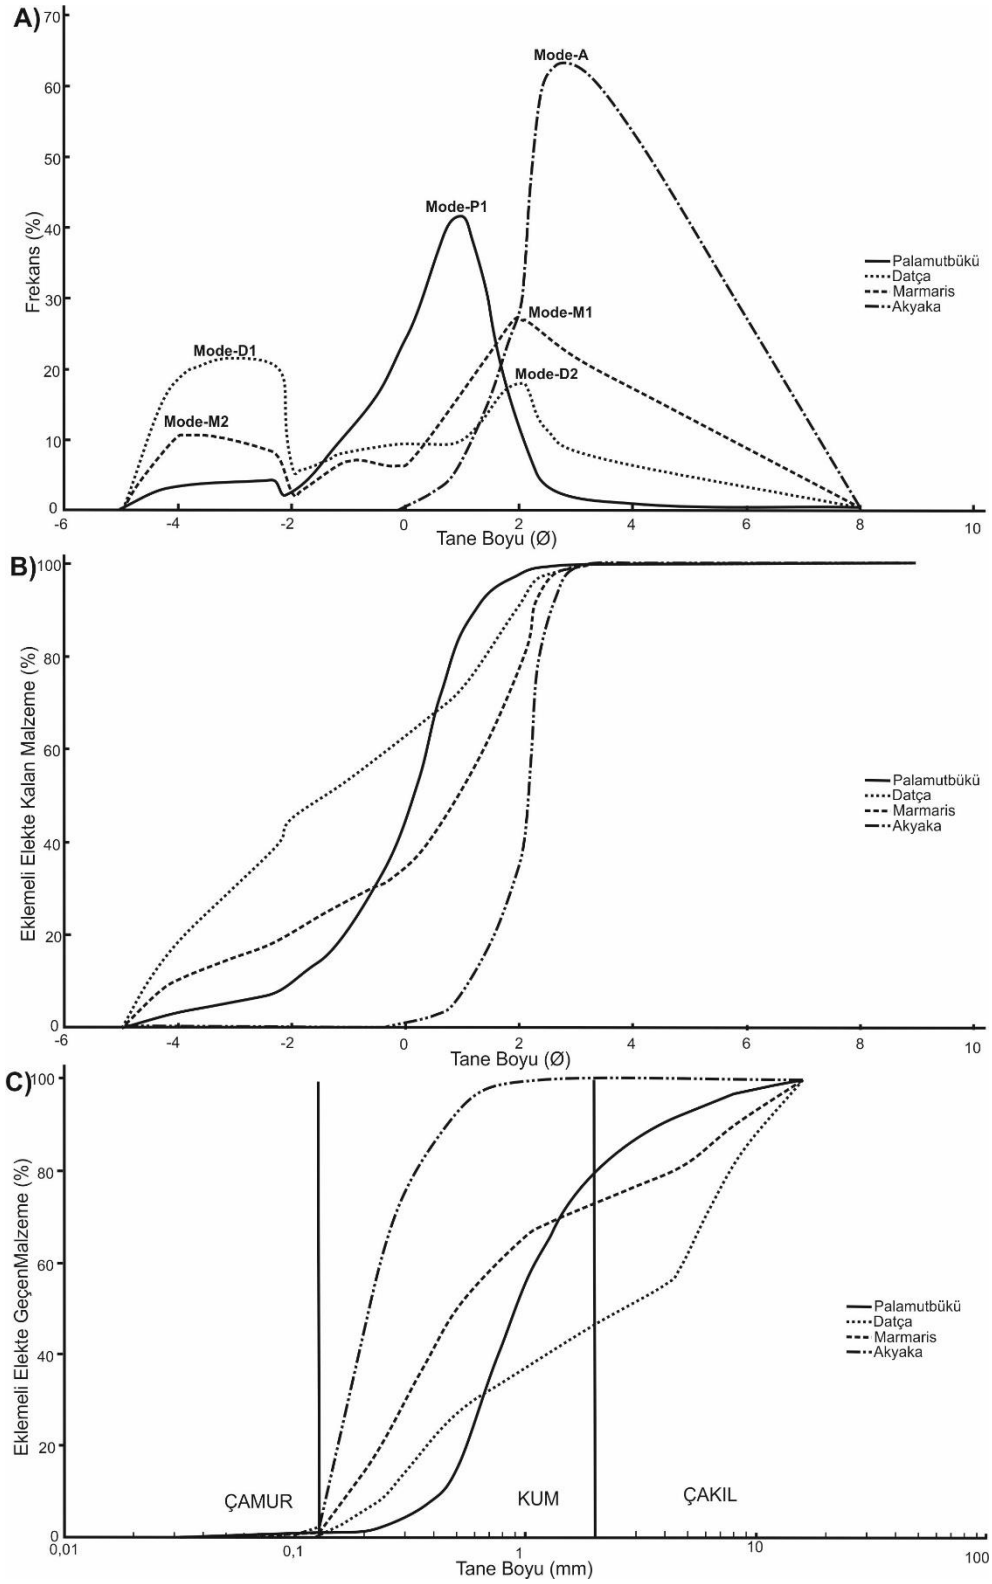 A)
Frekans (%)
70
60
50
40
30
20
10
0
Mode-A
Mode-P1
Mode-M1
Mode-D1
Mode-D2
Mode-M2
Palamutbükü
Datça
Marmaris
Akyaka
-6 -4 -2 0 2 4 6 8 10
Tane Boyu (Ø)
B)
Eklemeli Elekte Kalan Malzeme (%)
100
80
60
40
20
0
Palamutbükü
Datça
Marmaris
Akyaka
-6 -4 -2 0 2 4 6 8 10
Tane Boyu (Ø)
C)
Eklemeli Elekte GeçenMalzeme (%)
100
80
60
40
20
0
Palamutbükü
Datça
Marmaris
Akyaka
ÇAMUR KUM ÇAKIL
0,01 0,1 1 10 100
Tane Boyu (mm)